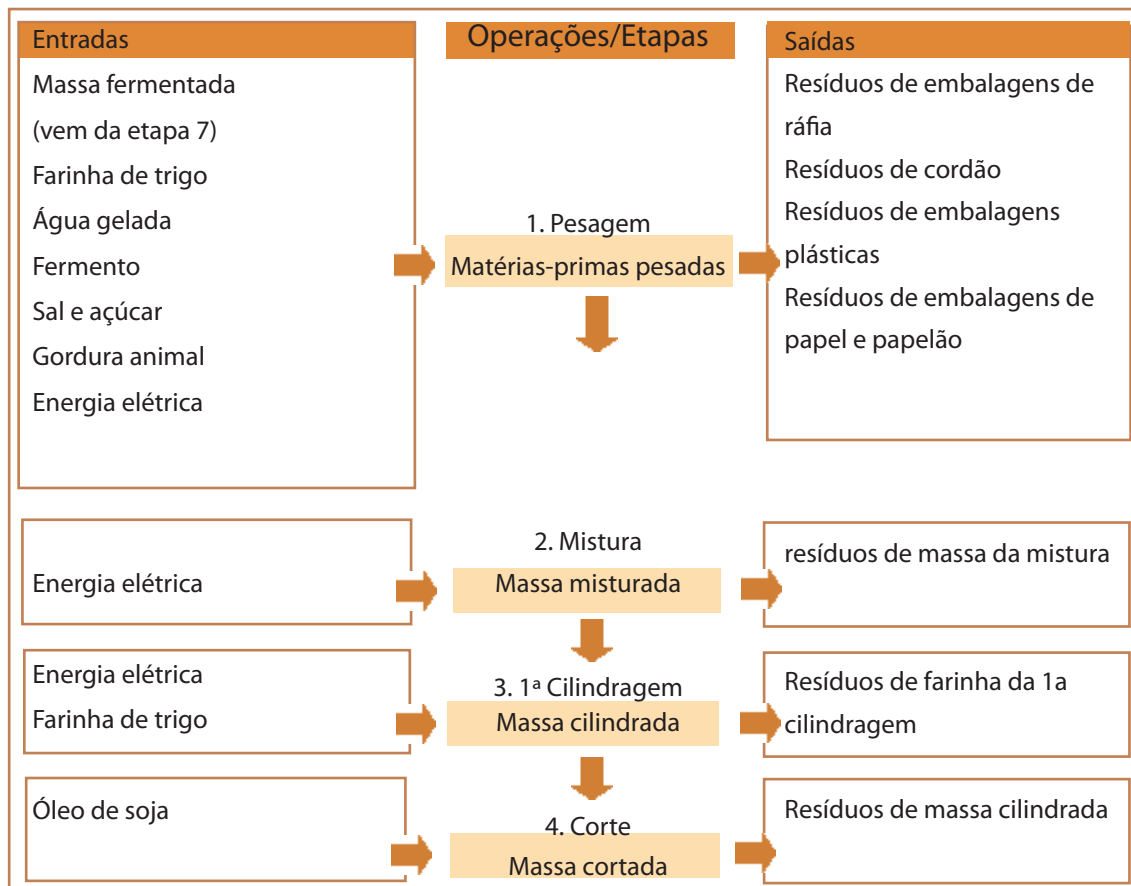 Entradas
Operações/Etapas
Saídas
Massa fermentada
(vem da etapa 7)
Farinha de trigo
Água gelada
Fermento
Sal e açúcar
Gordura animal
Energia elétrica
1. Pesagem
Matérias-primas pesadas
Resíduos de embalagens de
ráfia
Resíduos de cordão
Resíduos de embalagens
plásticas
Resíduos de embalagens de
papel e papelão
Energia elétrica
2. Mistura
Massa misturada
resíduos de massa da mistura
Energia elétrica
Farinha de trigo
3. 1ª Cilindragem
Massa cilindrada
Resíduos de farinha da 1a
cilindragem
Óleo de soja
4. Corte
Massa cortada
Resíduos de massa cilindrada